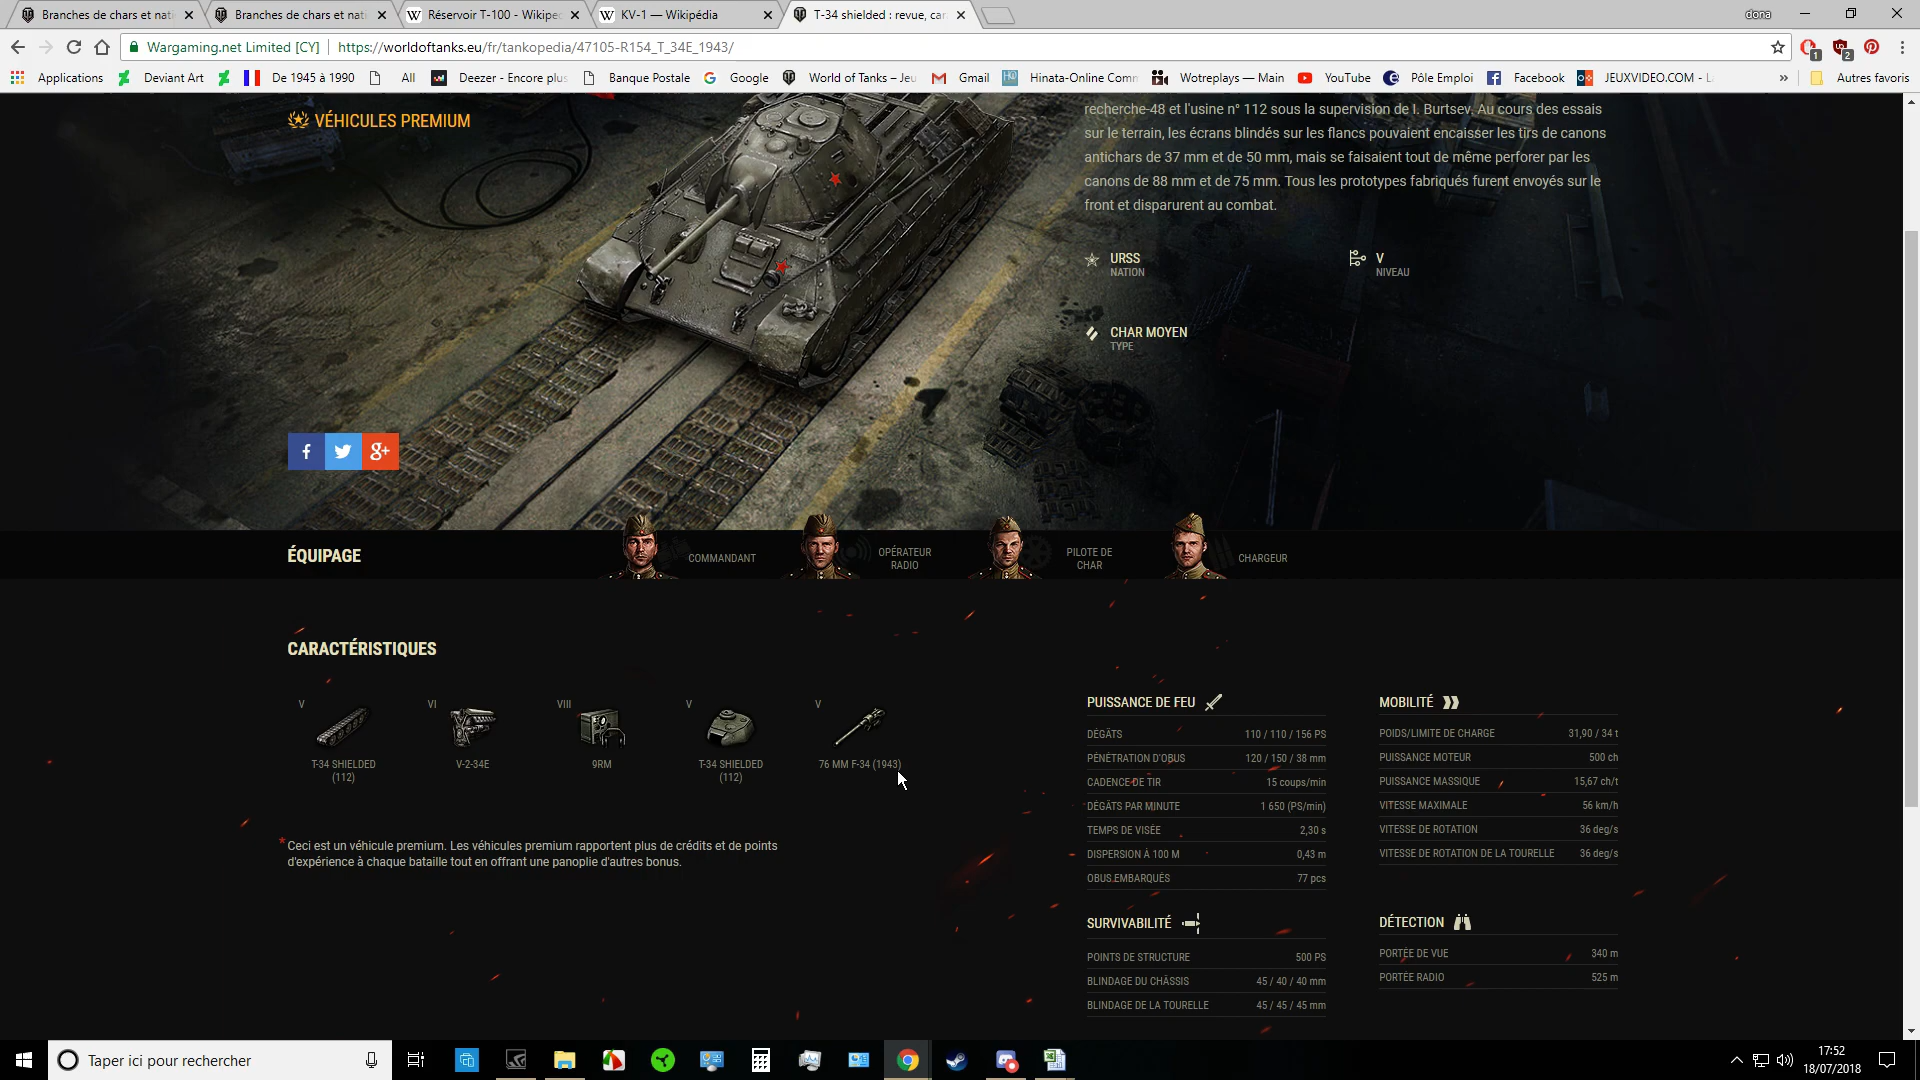 Branches de chars et nati
Branches de chars et nati
Réservoir T-100 - Wikiped
KV-1 — Wikipédia
T-34 shielded : revue, car
dona
Wargaming.net Limited [CY] https://worldoftanks.eu/fr/tankopedia/47105-R154_T_34E_1943/
1
2
Applications
Deviant Art
De 1945 à 1990
All
Deezer - Encore plus
Banque Postale
Google
World of Tanks – Jeu
Gmail
Hinata-Online Comm
Wotreplays — Main
YouTube
Pôle Emploi
Facebook
JEUXVIDEO.COM - La
»
Autres favoris
VÉHICULES PREMIUM
recherche-48 et l'usine n° 112 sous la supervision de I. Burtsev. Au cours des essais
sur le terrain, les écrans blindés sur les flancs pouvaient encaisser les tirs de canons
antichars de 37 mm et de 50 mm, mais se faisaient tout de même perforer par les
canons de 88 mm et de 75 mm. Tous les prototypes fabriqués furent envoyés sur le
front et disparurent au combat.
URSS
NATION
V
NIVEAU
CHAR MOYEN
TYPE
f
g+
ÉQUIPAGE
COMMANDANT
OPÉRATEUR
RADIO
PILOTE DE
CHAR
CHARGEUR
CARACTÉRISTIQUES
V
T-34 SHIELDED
(112)
VI
V-2-34E
VIII
9RM
V
T-34 SHIELDED
(112)
V
76 MM F-34 (1943)
* Ceci est un véhicule premium. Les véhicules premium rapportent plus de crédits et de points
d'expérience à chaque bataille tout en offrant une panoplie d'autres bonus.
PUISSANCE DE FEU
DÉGÂTS 110 / 110 / 156 PS
PÉNÉTRATION D'OBUS 120 / 150 / 38 mm
CADENCE DE TIR 15 coups/min
DÉGÂTS PAR MINUTE 1 650 (PS/min)
TEMPS DE VISÉE 2,30 s
DISPERSION À 100 M 0,43 m
OBUS EMBARQUÉS 77 pcs
MOBILITÉ
POIDS/LIMITE DE CHARGE 31,90 / 34 t
PUISSANCE MOTEUR 500 ch
PUISSANCE MASSIQUE 15,67 ch/t
VITESSE MAXIMALE 56 km/h
VITESSE DE ROTATION 36 deg/s
VITESSE DE ROTATION DE LA TOURELLE 36 deg/s
SURVIVABILITÉ
POINTS DE STRUCTURE 500 PS
BLINDAGE DU CHÂSSIS 45 / 40 / 40 mm
BLINDAGE DE LA TOURELLE 45 / 45 / 45 mm
DÉTECTION
PORTÉE DE VUE 340 m
PORTÉE RADIO 525 m
Taper ici pour rechercher
17:52
18/07/2018